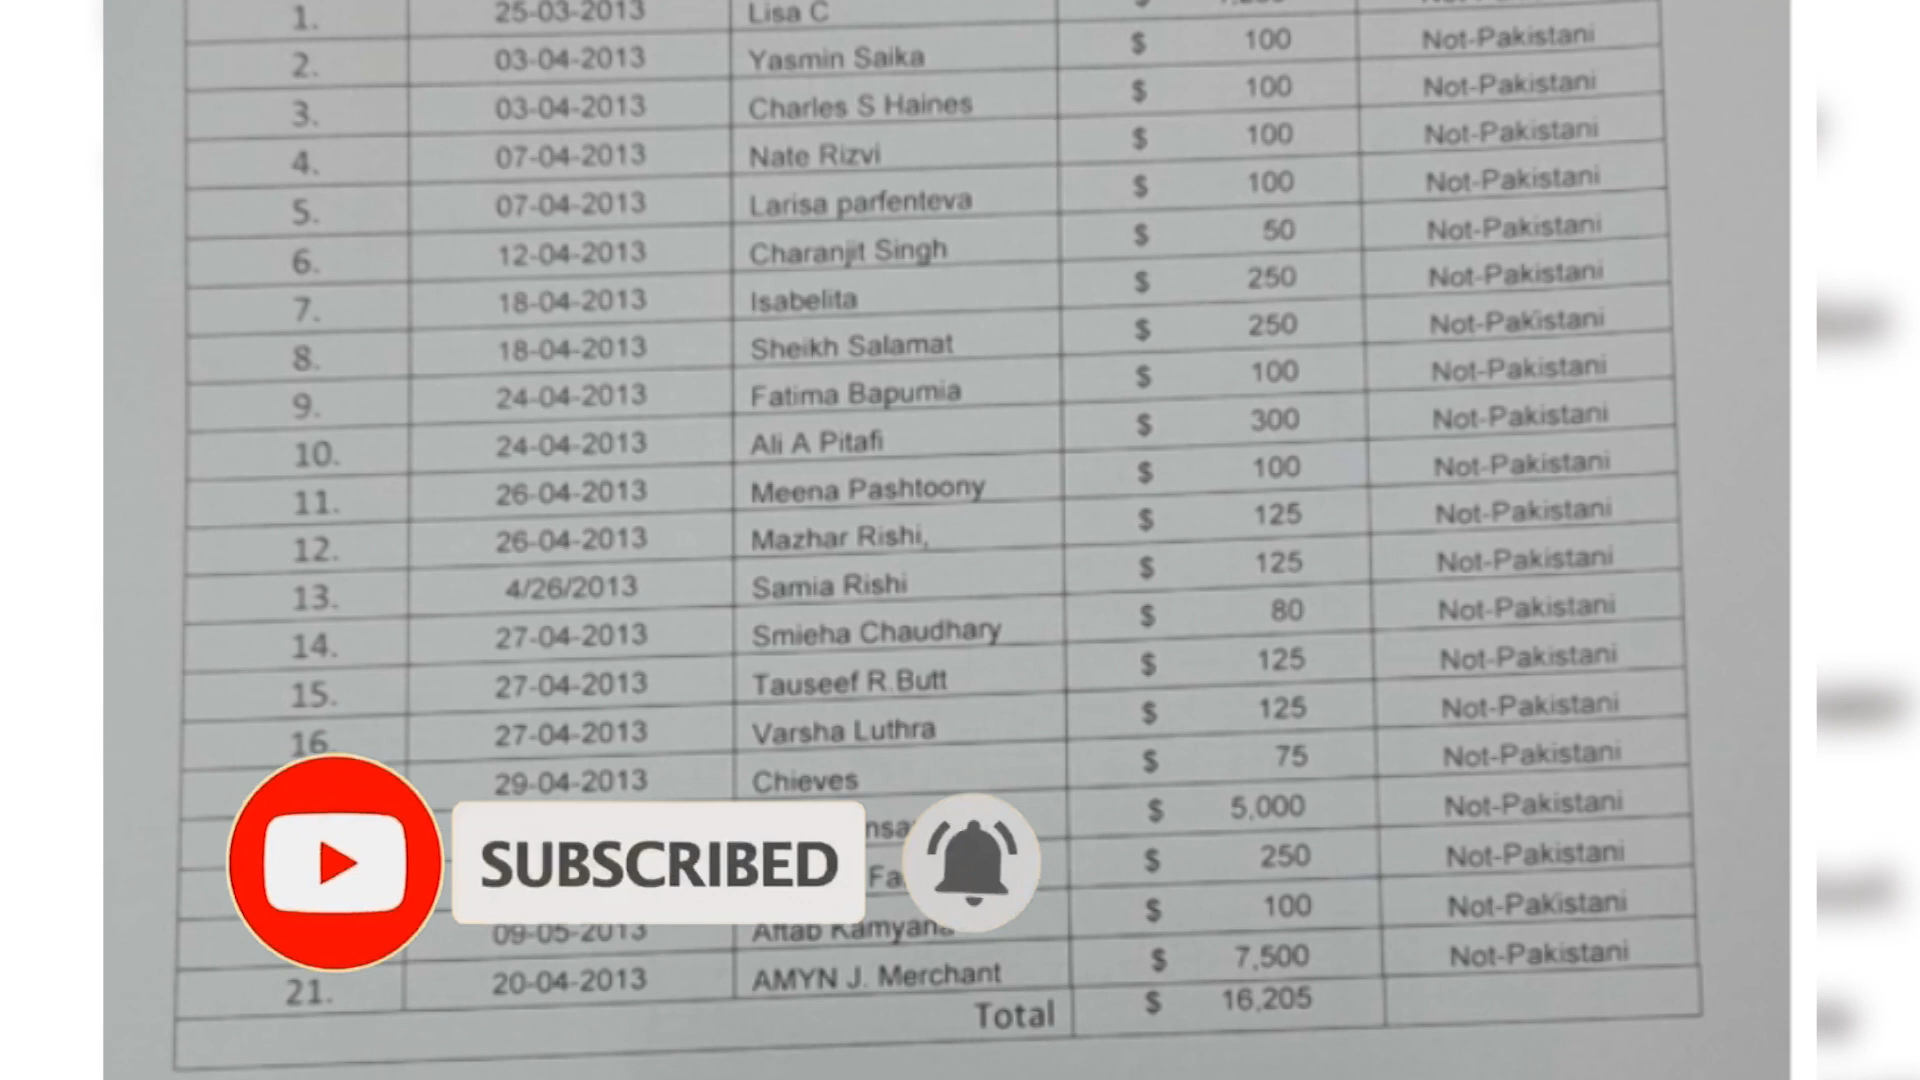 1. 25-03-2013 Lisa C
2. 03-04-2013 Yasmin Saika $ 100 Not-Pakistani
3. 03-04-2013 Charles S Haines $ 100 Not-Pakistani
4. 07-04-2013 Nate Rizvi $ 100 Not-Pakistani
5. 07-04-2013 Larisa parfenteva $ 100 Not-Pakistani
6. 12-04-2013 Charanjit Singh $ 50 Not-Pakistani
7. 18-04-2013 Isabelita $ 250 Not-Pakistani
8. 18-04-2013 Sheikh Salamat $ 250 Not-Pakistani
9. 24-04-2013 Fatima Bapumia $ 100 Not-Pakistani
10. 24-04-2013 Ali A Pitafi $ 300 Not-Pakistani
11. 26-04-2013 Meena Pashtoony $ 100 Not-Pakistani
12. 26-04-2013 Mazhar Rishi, $ 125 Not-Pakistani
13. 4/26/2013 Samia Rishi $ 125 Not-Pakistani
14. 27-04-2013 Smieha Chaudhary $ 80 Not-Pakistani
15. 27-04-2013 Tauseef R.Butt $ 125 Not-Pakistani
16. 27-04-2013 Varsha Luthra $ 125 Not-Pakistani
29-04-2013 Chieves $ 75 Not-Pakistani
$ 5,000 Not-Pakistani
$ 250 Not-Pakistani
09-05-2013 Aftab Kamyana $ 100 Not-Pakistani
21. 20-04-2013 AMYN J. Merchant $ 7,500 Not-Pakistani
Total $ 16,205
SUBSCRIBED